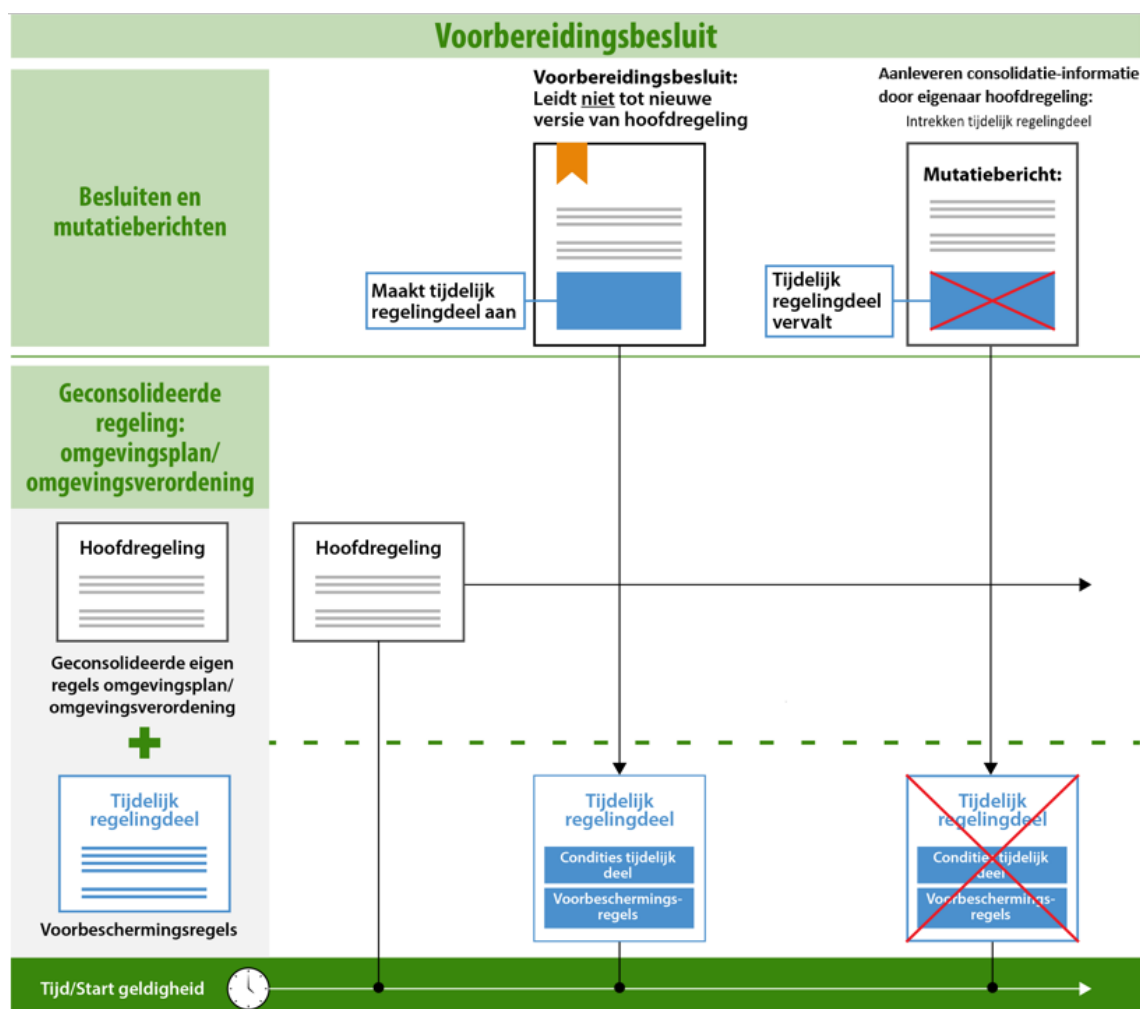 Voorbereidingsbesluit
Besluiten en
mutatieberichten
Voorbereidingsbesluit:
Leidt niet tot nieuwe
versie van hoofdregeling
Maakt tijdelijk
regelingdeel aan
Aanleveren consolidatie-informatie
door eigenaar hoofdregeling:
Intrekken tijdelijk regelingdeel
Mutatiebericht:
Tijdelijk
regelingdeel
vervalt
Geconsolideerde
regeling:
omgevingsplan/
omgevingsverordening
Hoofdregeling
Geconsolideerde eigen
regels omgevingsplan/
omgevingsverordening
Hoofdregeling
Tijdelijk
regelingdeel
Voorbeschermingsregels
Tijdelijk
regelingdeel
Condities tijdelijk
deel
Voorbeschermings-
regels
Tijdelijk
regelingdeel
Condities tijdelijk
deel
Voorbeschermings-
regels
Tijd/Start geldigheid